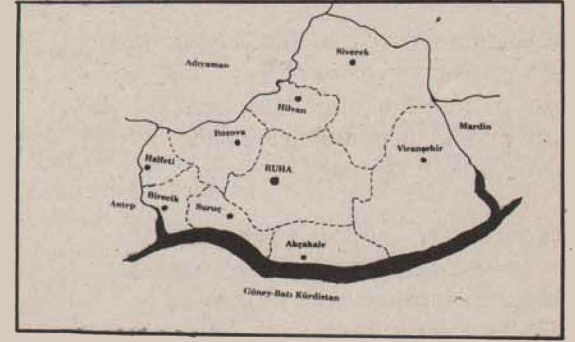 Siverek
Adıyaman
Hilvan
Mardin
Bozova
Viranşehir
Halfeti
RUHA
Birecik
Antep
Suruç
Akçakale
Güney-Batı Kürdistan